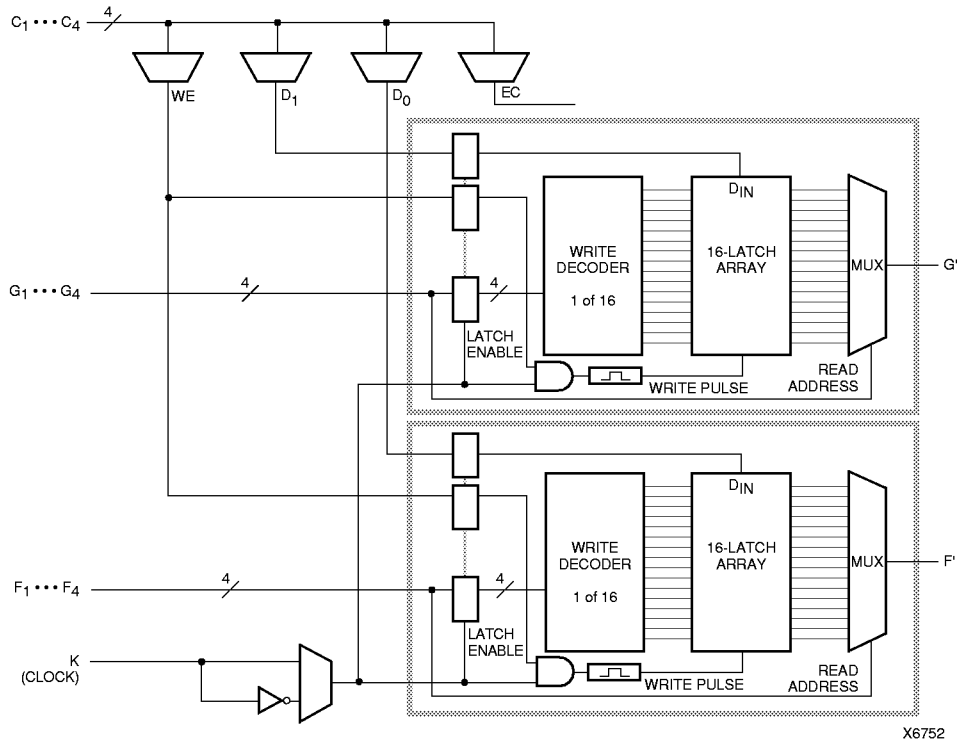 C1 ••• C4
4
WE
D1
D0
EC
DIN
WRITE
DECODER
1 of 16
16-LATCH
ARRAY
MUX
G'
G1 ••• G4
4
4
LATCH
ENABLE
WRITE PULSE
READ
ADDRESS
DIN
WRITE
DECODER
1 of 16
16-LATCH
ARRAY
MUX
F'
F1 ••• F4
4
4
LATCH
ENABLE
WRITE PULSE
READ
ADDRESS
K
(CLOCK)
X6752